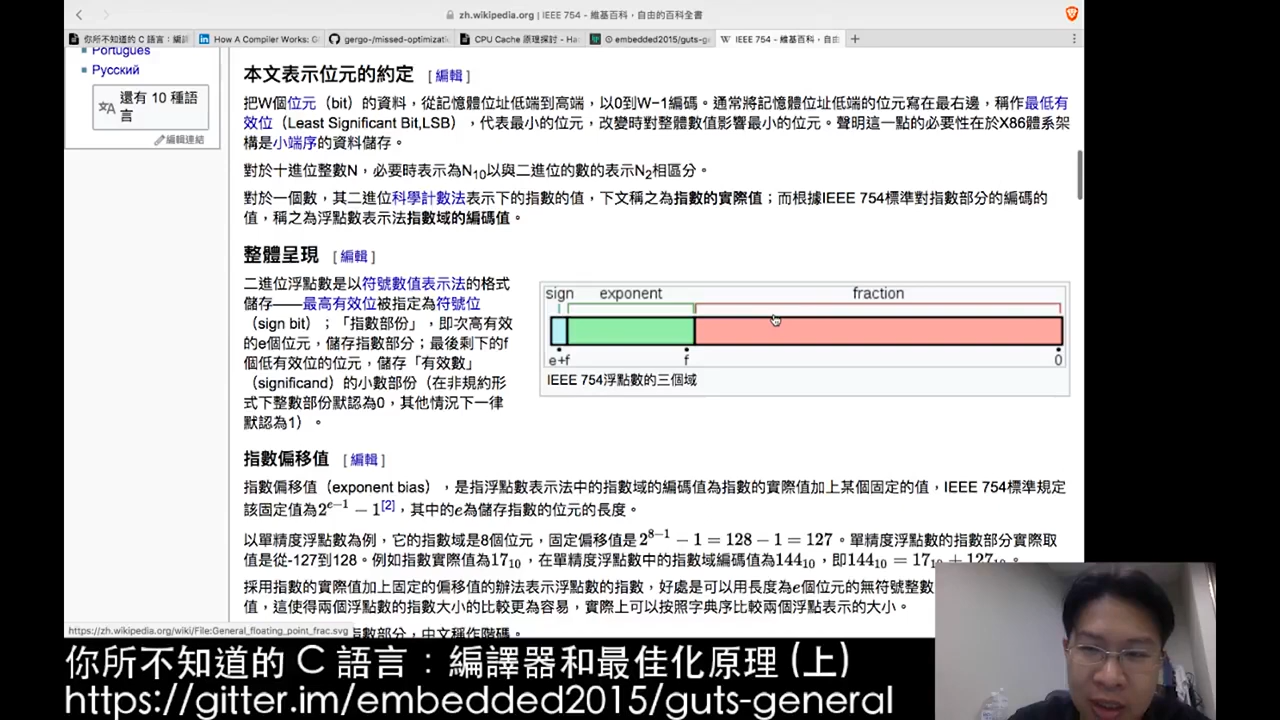 zh.wikipedia.org | IEEE 754 - 維基百科，自由的百科全書
你所不知道的 C 語言：編譯
How A Compiler Works: G
gergo-/missed-optimizati
CPU Cache 原理探討 - Ha
embedded2015/guts-ge
IEEE 754 - 維基百科，自由
Português
Русский
還有 10 種語
言
編輯連結
本文表示位元的約定 [編輯]
把W個位元（bit）的資料，從記憶體位址低端到高端，以0到W−1編碼。通常將記憶體位址低端的位元寫在最右邊，稱作最低有
效位（Least Significant Bit,LSB），代表最小的位元，改變時對整體數值影響最小的位元。聲明這一點的必要性在於X86體系架
構是小端序的資料儲存。
對於十進位整數N，必要時表示為N10以與二進位的數的表示N2相區分。
對於一個數，其二進位科學計數法表示下的指數的值，下文稱之為指數的實際值；而根據IEEE 754標準對指數部分的編碼的
值，稱之為浮點數表示法指數域的編碼值。
整體呈現 [編輯]
二進位浮點數是以符號數值表示法的格式
儲存——最高有效位被指定為符號位
（sign bit）；「指數部份」，即次高有效
的e個位元，儲存指數部分；最後剩下的f
個低有效位的位元，儲存「有效數」
（significand）的小數部份（在非規約形
式下整數部份默認為0，其他情況下一律
默認為1）。
sign exponent fraction
e+f f 0
IEEE 754浮點數的三個域
指數偏移值 [編輯]
指數偏移值（exponent bias），是指浮點數表示法中的指數域的編碼值為指數的實際值加上某個固定的值，IEEE 754標準規定
該固定值為2^{e−1} − 1[2]，其中的e為儲存指數的位元的長度。
以單精度浮點數為例，它的指數域是8個位元，固定偏移值是2^{8−1} − 1 = 128 − 1 = 127。單精度浮點數的指數部分實際取
值是從-127到128。例如指數實際值為17₁₀，在單精度浮點數中的指數域編碼值為144₁₀，即144₁₀ = 17₁₀ + 127₁₀。
採用指數的實際值加上固定的偏移值的辦法表示浮點數的指數，好處是可以用長度為e個位元的無符號整數
值，這使得兩個浮點數的指數大小的比較更為容易，實際上可以按照字典序比較兩個浮點表示的大小。
https://zh.wikipedia.org/wiki/File:General_floating_point_frac.svg
指數部分，中文稱作階碼。
你所不知道的 C 語言：編譯器和最佳化原理 (上)
https://gitter.im/embedded2015/guts-general